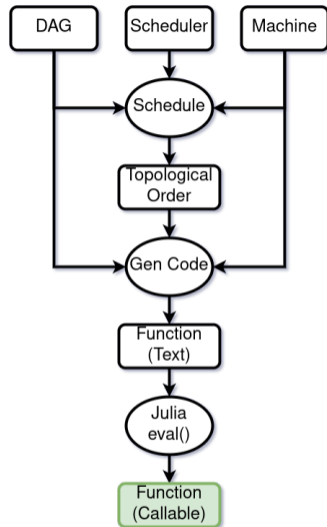 DAG
Scheduler
Machine
Schedule
Topological
Order
Gen Code
Function
(Text)
Julia
eval()
Function
(Callable)